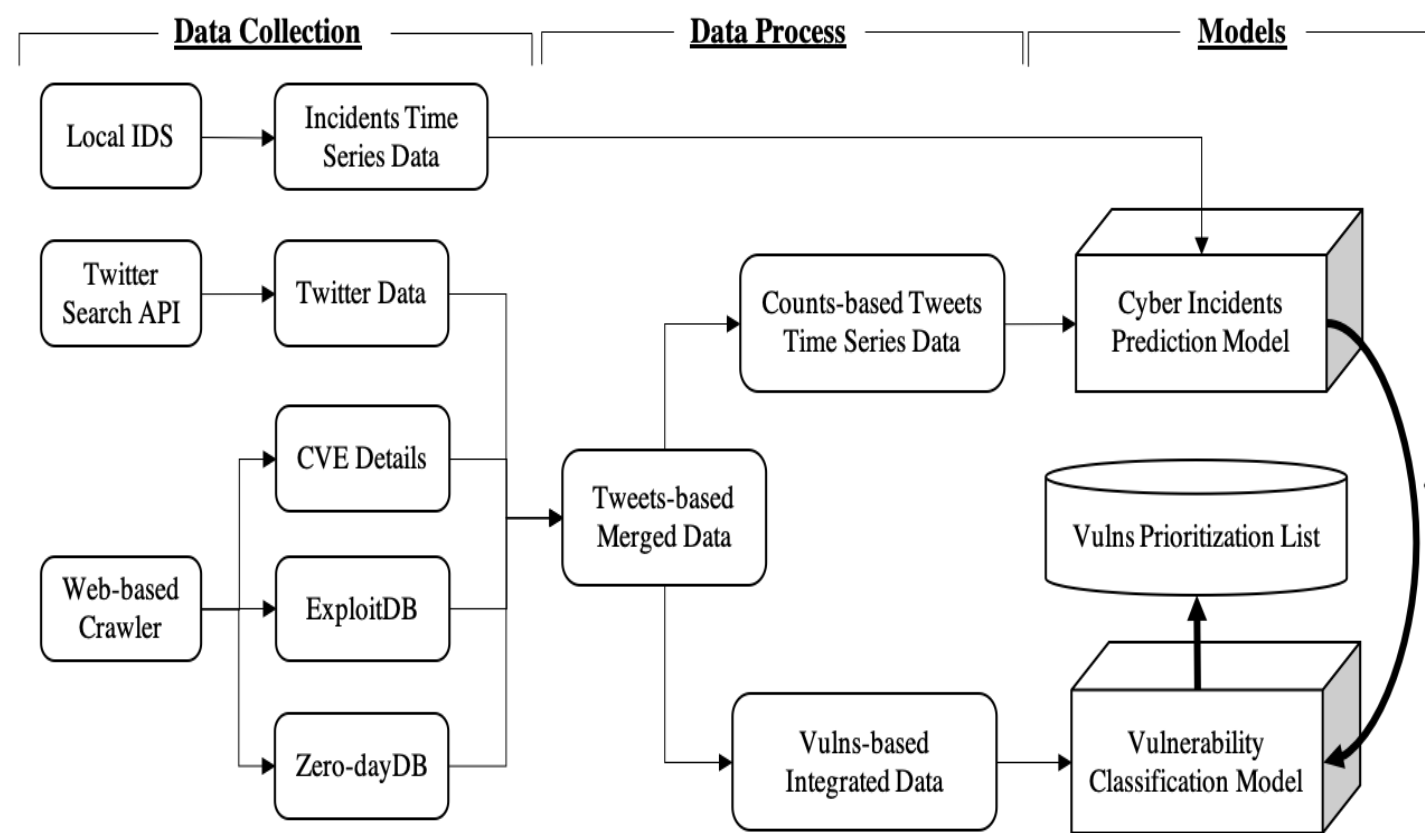 Data Collection
Data Process
Models
Local IDS
Incidents Time
Series Data
Twitter
Search API
Twitter Data
Counts-based Tweets
Time Series Data
Cyber Incidents
Prediction Model
CVE Details
Tweets-based
Merged Data
Vulns Prioritization List
Web-based
Crawler
ExploitDB
Zero-dayDB
Vulns-based
Integrated Data
Vulnerability
Classification Model